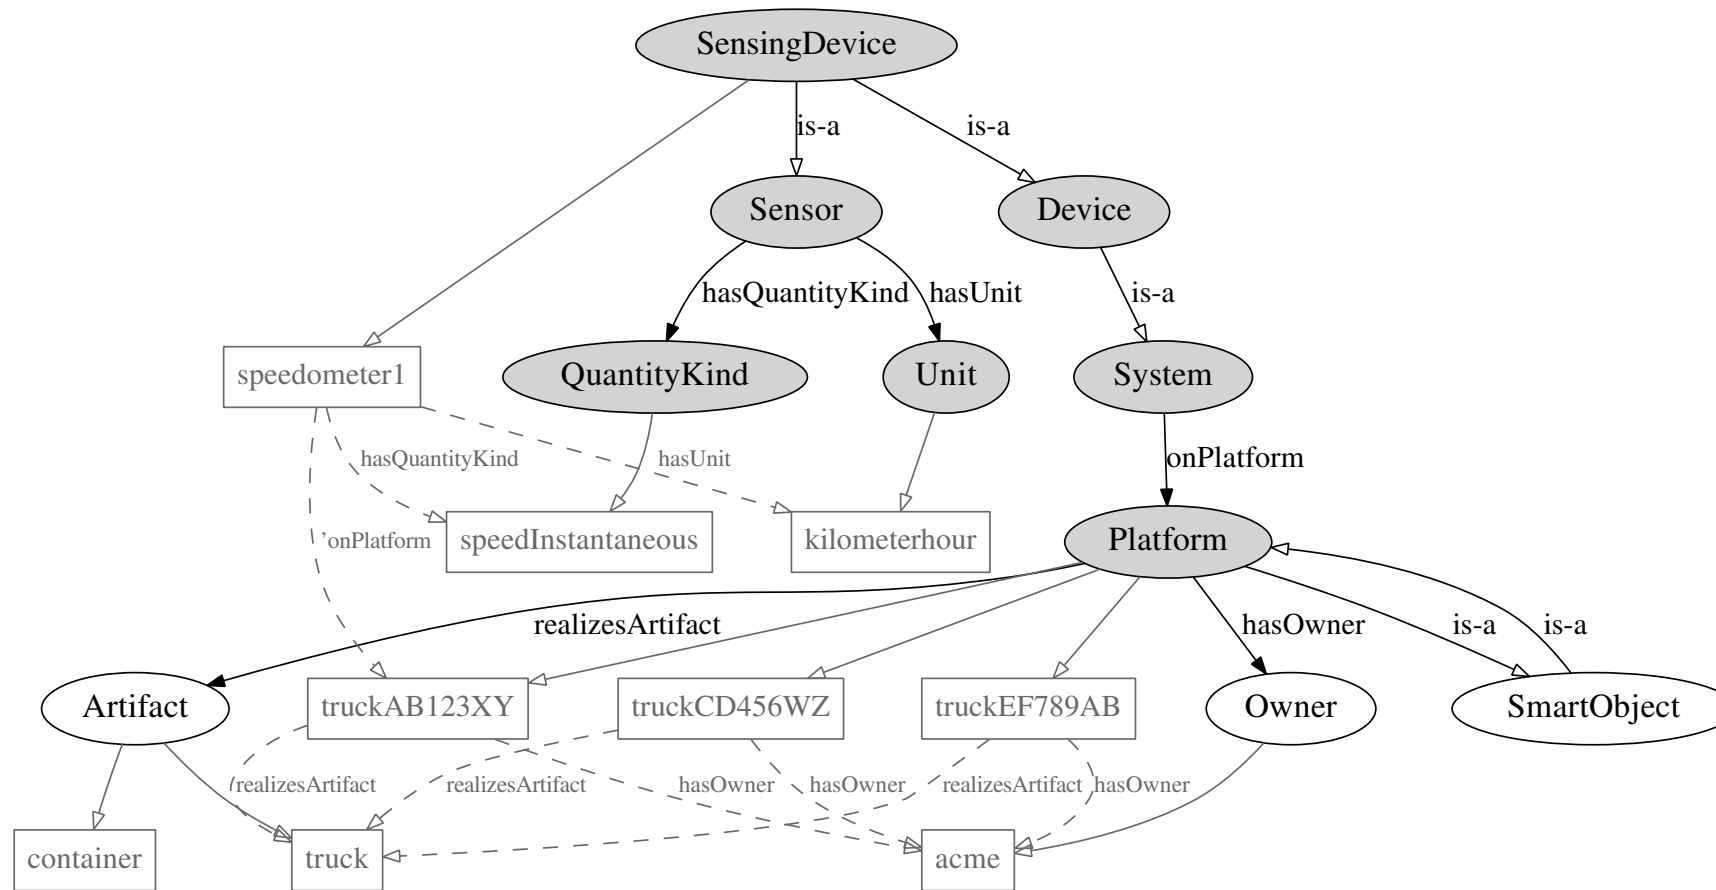 SensingDevice
is-a
is-a
Sensor
Device
hasQuantityKind
hasUnit
is-a
speedometer1
QuantityKind
Unit
System
hasQuantityKind
hasUnit
onPlatform
'onPlatform
speedInstantaneous
kilometerhour
Platform
realizesArtifact
hasOwner
is-a
is-a
Artifact
truckAB123XY
truckCD456WZ
truckEF789AB
Owner
SmartObject
realizesArtifact
realizesArtifact
hasOwner
hasOwner
realizesArtifact
hasOwner
container
truck
acme